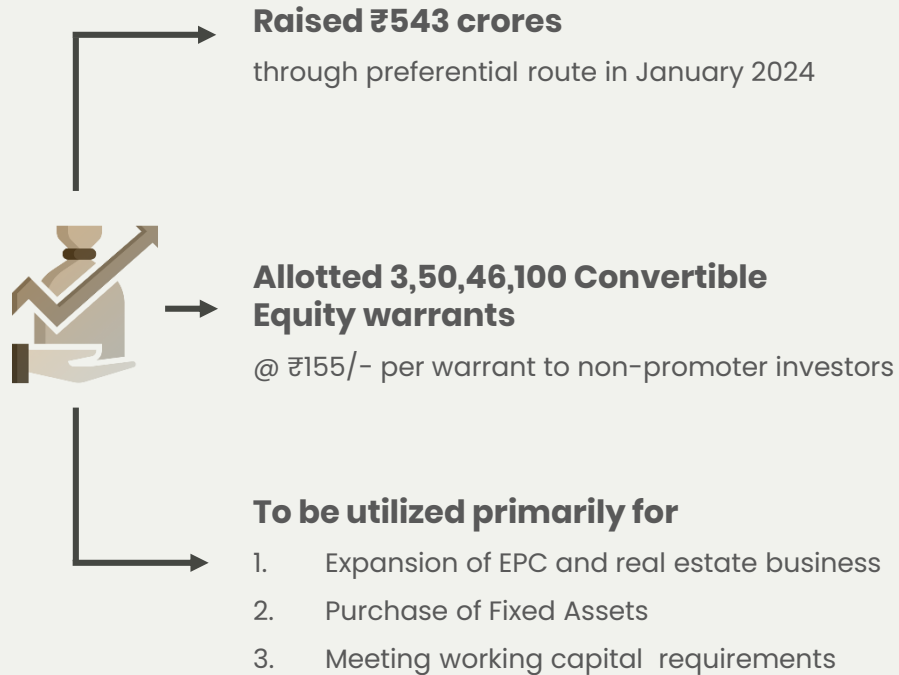 Raised ₹543 crores
through preferential route in January 2024
Allotted 3,50,46,100 Convertible
Equity warrants
@ ₹155/- per warrant to non-promoter investors
To be utilized primarily for
1. Expansion of EPC and real estate business
2. Purchase of Fixed Assets
3. Meeting working capital requirements